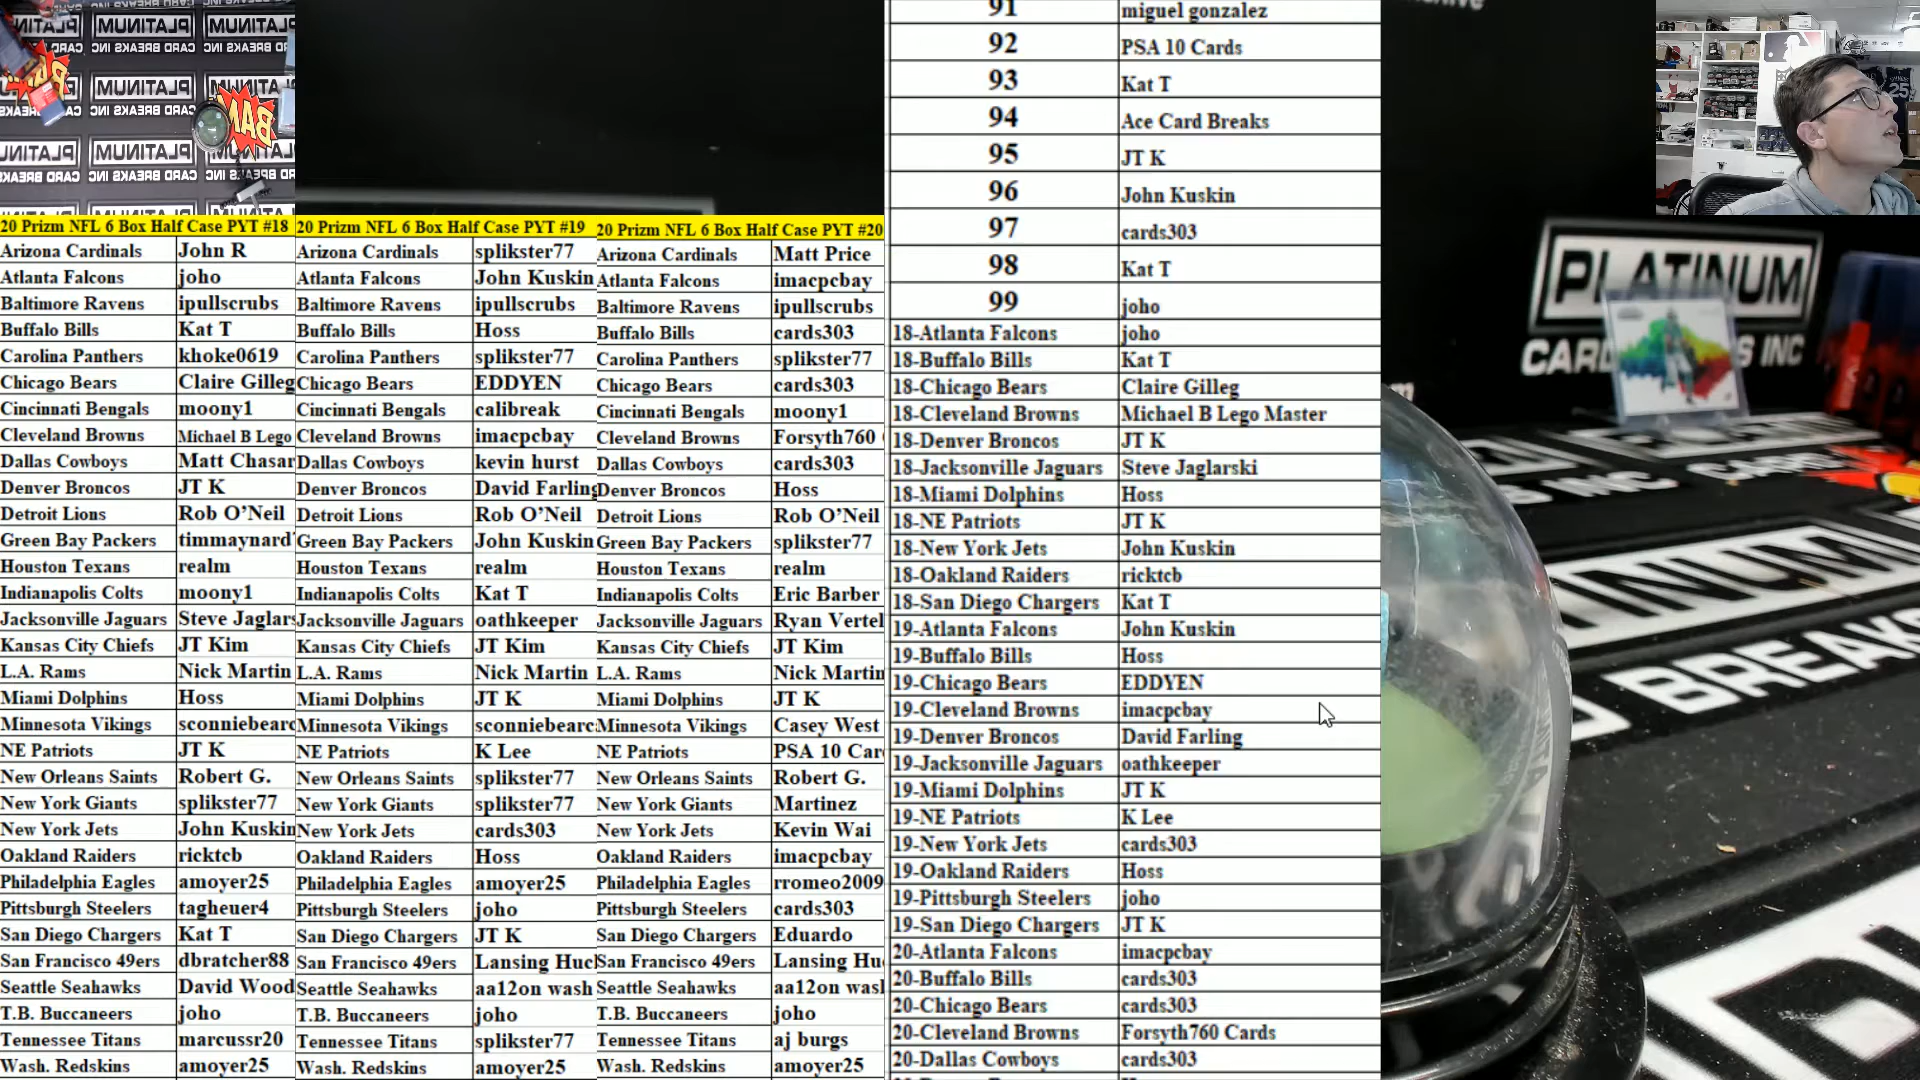 20 Prizm NFL 6 Box Half Case PYT #18
Arizona Cardinals John R
Atlanta Falcons joho
Baltimore Ravens ipullscrubs
Buffalo Bills Kat T
Carolina Panthers khoke0619
Chicago Bears Claire Gilleg
Cincinnati Bengals moony1
Cleveland Browns Michael B Lego
Dallas Cowboys Matt Chasar
Denver Broncos JT K
Detroit Lions Rob O’Neil
Green Bay Packers timmaynard
Houston Texans realm
Indianapolis Colts moony1
Jacksonville Jaguars Steve Jaglars
Kansas City Chiefs JT Kim
L.A. Rams Nick Martin
Miami Dolphins Hoss
Minnesota Vikings sconniebearc
NE Patriots JT K
New Orleans Saints Robert G.
New York Giants splikster77
New York Jets John Kuskin
Oakland Raiders ricktcb
Philadelphia Eagles amoyer25
Pittsburgh Steelers tagheuer4
San Diego Chargers Kat T
San Francisco 49ers dbratcher88
Seattle Seahawks David Wood
T.B. Buccaneers joho
Tennessee Titans marcussr20
Wash. Redskins amoyer25
20 Prizm NFL 6 Box Half Case PYT #19
Arizona Cardinals splikster77
Atlanta Falcons John Kuskin
Baltimore Ravens ipullscrubs
Buffalo Bills Hoss
Carolina Panthers splikster77
Chicago Bears EDDYEN
Cincinnati Bengals calibreak
Cleveland Browns imacpcbay
Dallas Cowboys kevin hurst
Denver Broncos David Farling
Detroit Lions Rob O’Neil
Green Bay Packers John Kuskin
Houston Texans realm
Indianapolis Colts Kat T
Jacksonville Jaguars oathkeeper
Kansas City Chiefs JT Kim
L.A. Rams Nick Martin
Miami Dolphins JT K
Minnesota Vikings sconniebearc
NE Patriots K Lee
New Orleans Saints splikster77
New York Giants splikster77
New York Jets cards303
Oakland Raiders Hoss
Philadelphia Eagles amoyer25
Pittsburgh Steelers joho
San Diego Chargers JT K
San Francisco 49ers Lansing Huc
Seattle Seahawks aa12on wash
T.B. Buccaneers joho
Tennessee Titans splikster77
Wash. Redskins amoyer25
20 Prizm NFL 6 Box Half Case PYT #20
Arizona Cardinals Matt Price
Atlanta Falcons imacpcbay
Baltimore Ravens ipullscrubs
Buffalo Bills cards303
Carolina Panthers splikster77
Chicago Bears cards303
Cincinnati Bengals moony1
Cleveland Browns Forsyth760
Dallas Cowboys cards303
Denver Broncos Hoss
Detroit Lions Rob O’Neil
Green Bay Packers splikster77
Houston Texans realm
Indianapolis Colts Eric Barber
Jacksonville Jaguars Ryan Vertel
Kansas City Chiefs JT Kim
L.A. Rams Nick Martin
Miami Dolphins JT K
Minnesota Vikings Casey West
NE Patriots PSA 10 Car
New Orleans Saints Robert G.
New York Giants Martinez
New York Jets Kevin Wai
Oakland Raiders imacpcbay
Philadelphia Eagles rromeo2009
Pittsburgh Steelers cards303
San Diego Chargers Eduardo
San Francisco 49ers Lansing Hu
Seattle Seahawks aa12on was
T.B. Buccaneers joho
Tennessee Titans aj burgs
Wash. Redskins amoyer25
91 miguel gonzalez
92 PSA 10 Cards
93 Kat T
94 Ace Card Breaks
95 JT K
96 John Kuskin
97 cards303
98 Kat T
99 joho
18-Atlanta Falcons joho
18-Buffalo Bills Kat T
18-Chicago Bears Claire Gilleg
18-Cleveland Browns Michael B Lego Master
18-Denver Broncos JT K
18-Jacksonville Jaguars Steve Jaglarski
18-Miami Dolphins Hoss
18-NE Patriots JT K
18-New York Jets John Kuskin
18-Oakland Raiders ricktcb
18-San Diego Chargers Kat T
19-Atlanta Falcons John Kuskin
19-Buffalo Bills Hoss
19-Chicago Bears EDDYEN
19-Cleveland Browns imacpcbay
19-Denver Broncos David Farling
19-Jacksonville Jaguars oathkeeper
19-Miami Dolphins JT K
19-NE Patriots K Lee
19-New York Jets cards303
19-Oakland Raiders Hoss
19-Pittsburgh Steelers joho
19-San Diego Chargers JT K
20-Atlanta Falcons imacpcbay
20-Buffalo Bills cards303
20-Chicago Bears cards303
20-Cleveland Browns Forsyth760 Cards
20-Dallas Cowboys cards303
PLATINUM
PLATINUM
CARD BREAKS INC
BAM
PLATINUM
BREAKS